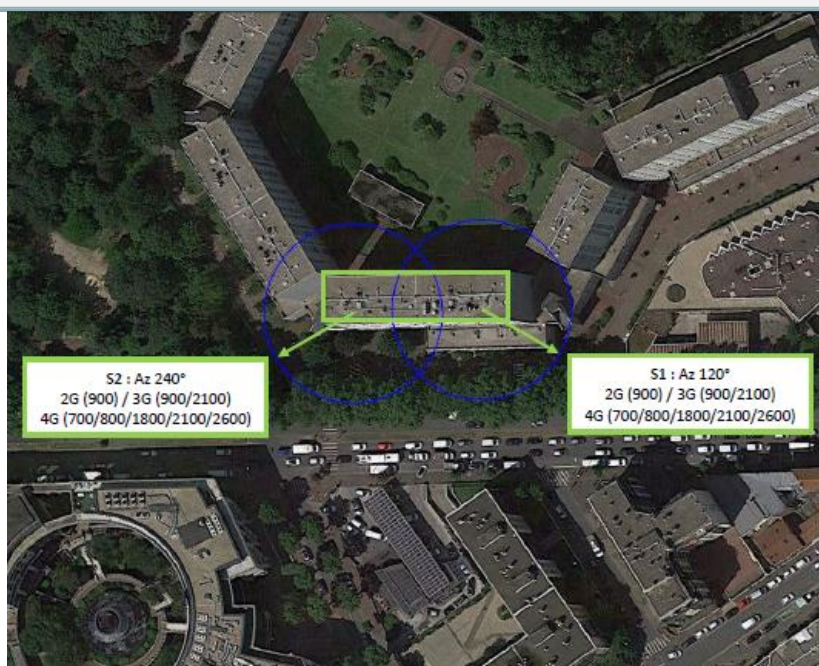 S2 : Az 240°
2G (900) / 3G (900/2100)
4G (700/800/1800/2100/2600)
S1 : Az 120°
2G (900) / 3G (900/2100)
4G (700/800/1800/2100/2600)